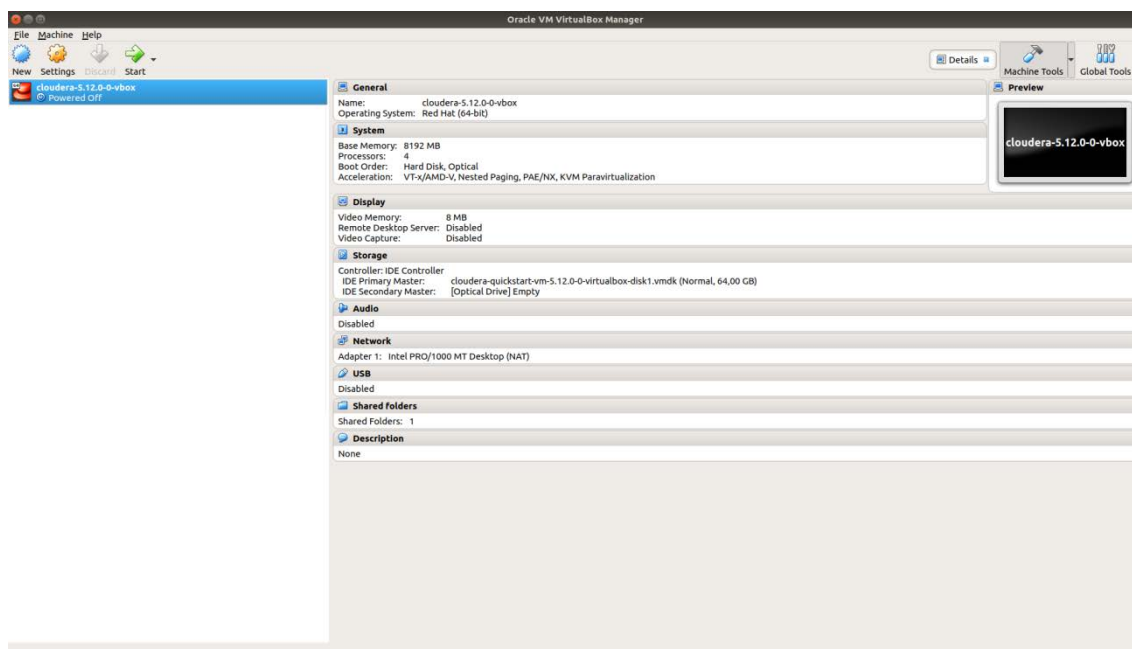 Oracle VM VirtualBox Manager
File Machine Help
New Settings Discard Start
Details
Machine Tools
Global Tools
cloudera-5.12.0-0-vbox
Powered Off
General
Name: cloudera-5.12.0-0-vbox
Operating System: Red Hat (64-bit)
Preview
cloudera-5.12.0-0-vbox
System
Base Memory: 8192 MB
Processors: 4
Boot Order: Hard Disk, Optical
Acceleration: VT-x/AMD-V, Nested Paging, PAE/NX, KVM Paravirtualization
Display
Video Memory: 8 MB
Remote Desktop Server: Disabled
Video Capture: Disabled
Storage
Controller: IDE Controller
IDE Primary Master: cloudera-quickstart-vm-5.12.0-0-virtualbox-disk1.vmdk (Normal, 64,00 GB)
IDE Secondary Master: [Optical Drive] Empty
Audio
Disabled
Network
Adapter 1: Intel PRO/1000 MT Desktop (NAT)
USB
Disabled
Shared folders
Shared Folders: 1
Description
None